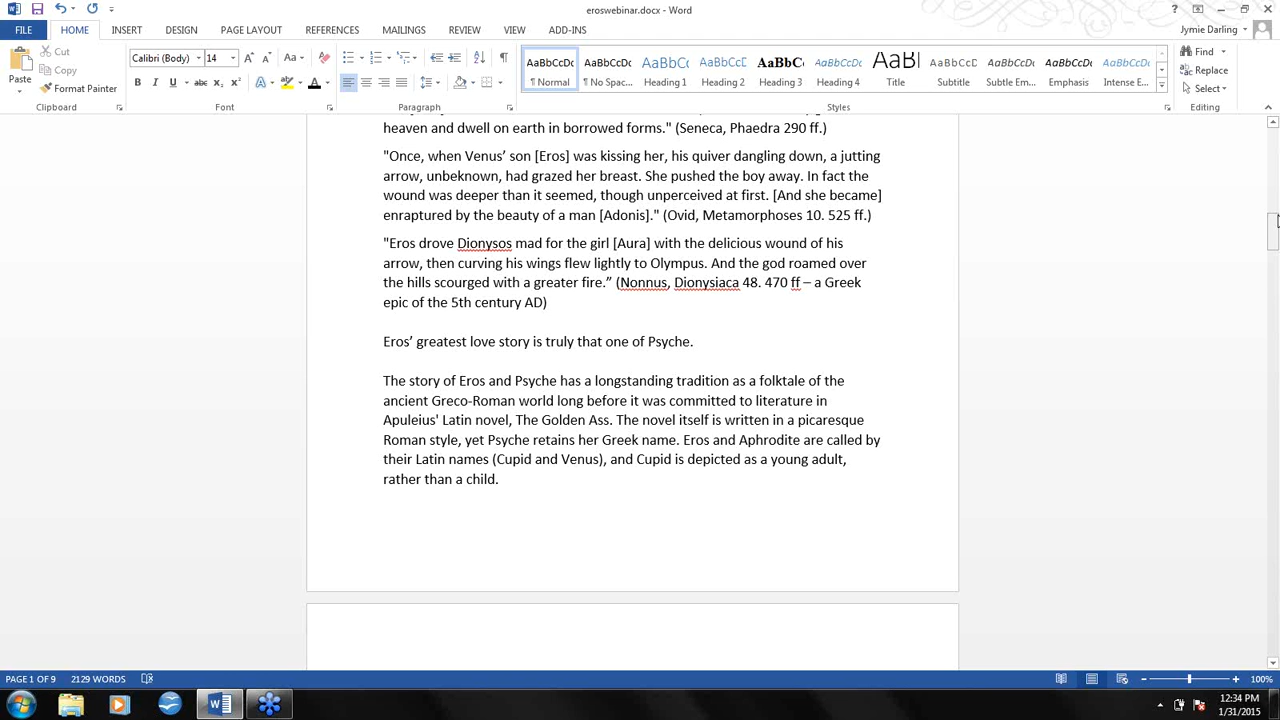 eroswebinar.docx - Word
FILE HOME INSERT DESIGN PAGE LAYOUT REFERENCES MAILINGS REVIEW VIEW ADD-INS Jymie Darling
Paste
Cut
Copy
Format Painter
Clipboard
Calibri (Body) 14
Font
Paragraph
AaBbCcDc AaBbCcDc AaBbCc AaBbCcD AaBbC AaBbCcDc AaB AaBbCcD AaBbCcDc AaBbCcDc AaBbCcDc
¶ Normal ¶ No Spac... Heading 1 Heading 2 Heading 3 Heading 4 Title Subtitle Subtle Em... Emphasis Intense E...
Styles
Find
Replace
Select
Editing
heaven and dwell on earth in borrowed forms." (Seneca, Phaedra 290 ff.)
"Once, when Venus’ son [Eros] was kissing her, his quiver dangling down, a jutting
arrow, unbeknown, had grazed her breast. She pushed the boy away. In fact the
wound was deeper than it seemed, though unperceived at first. [And she became]
enraptured by the beauty of a man [Adonis]." (Ovid, Metamorphoses 10. 525 ff.)
"Eros drove Dionysos mad for the girl [Aura] with the delicious wound of his
arrow, then curving his wings flew lightly to Olympus. And the god roamed over
the hills scourged with a greater fire.” (Nonnus, Dionysiaca 48. 470 ff – a Greek
epic of the 5th century AD)
Eros’ greatest love story is truly that one of Psyche.
The story of Eros and Psyche has a longstanding tradition as a folktale of the
ancient Greco-Roman world long before it was committed to literature in
Apuleius' Latin novel, The Golden Ass. The novel itself is written in a picaresque
Roman style, yet Psyche retains her Greek name. Eros and Aphrodite are called by
their Latin names (Cupid and Venus), and Cupid is depicted as a young adult,
rather than a child.
PAGE 1 OF 9 2129 WORDS 100%
12:34 PM
1/31/2015